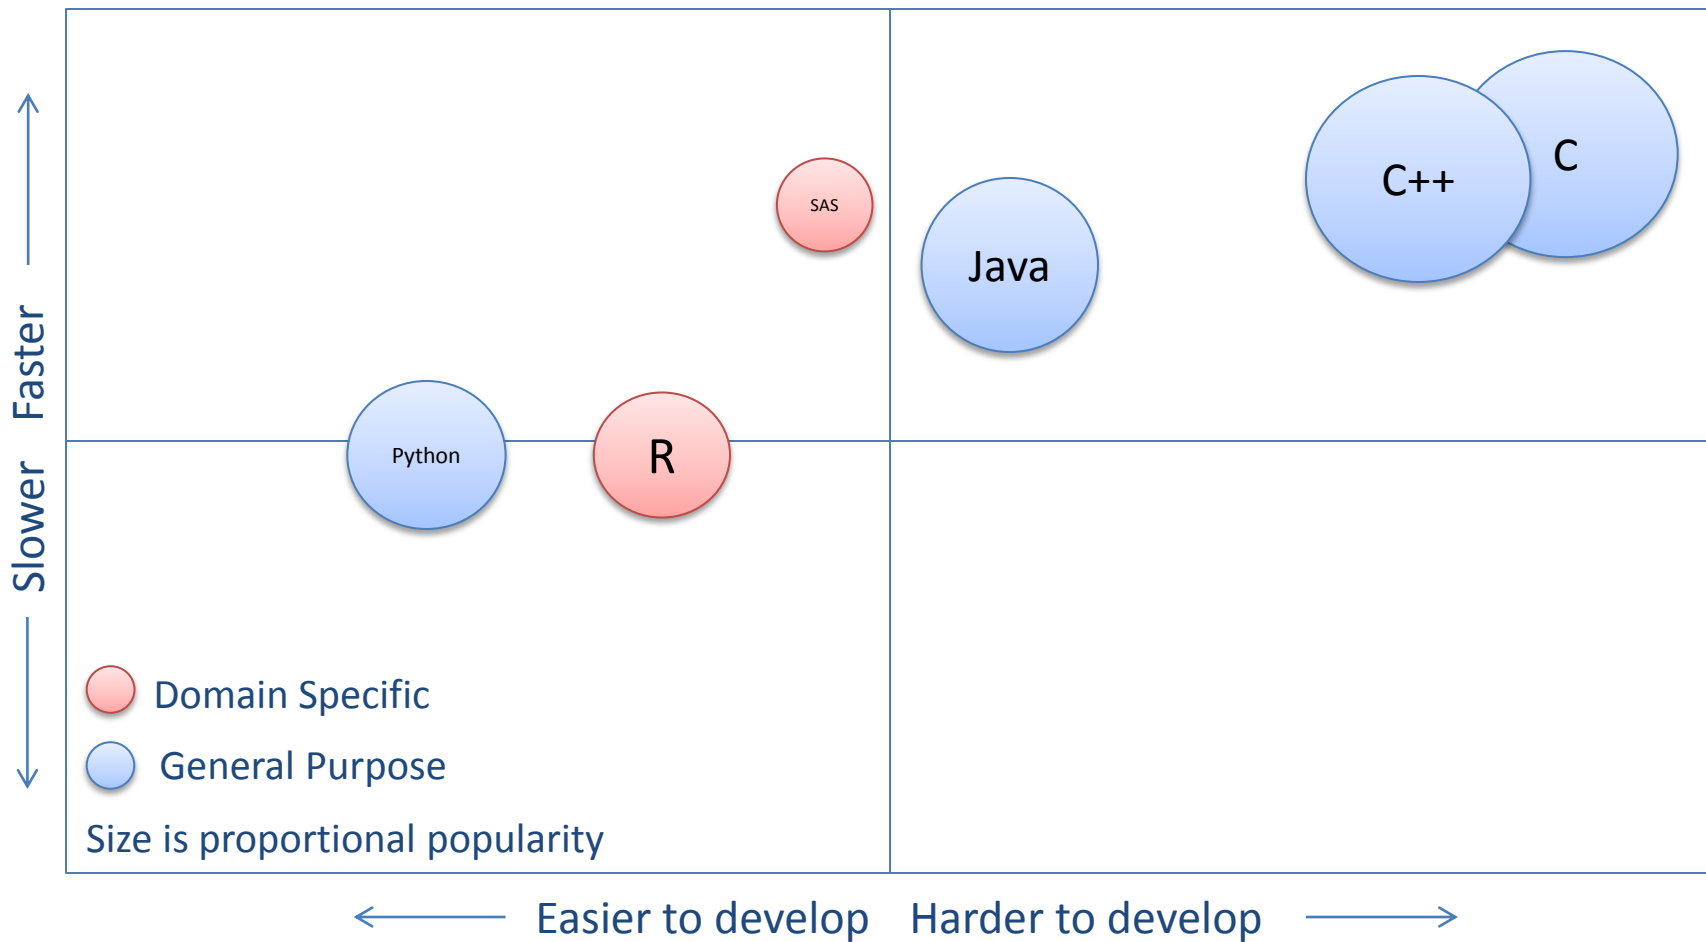 Faster
Slower
SAS
Java
C++
C
Python
R
Domain Specific
General Purpose
Size is proportional popularity
Easier to develop
Harder to develop